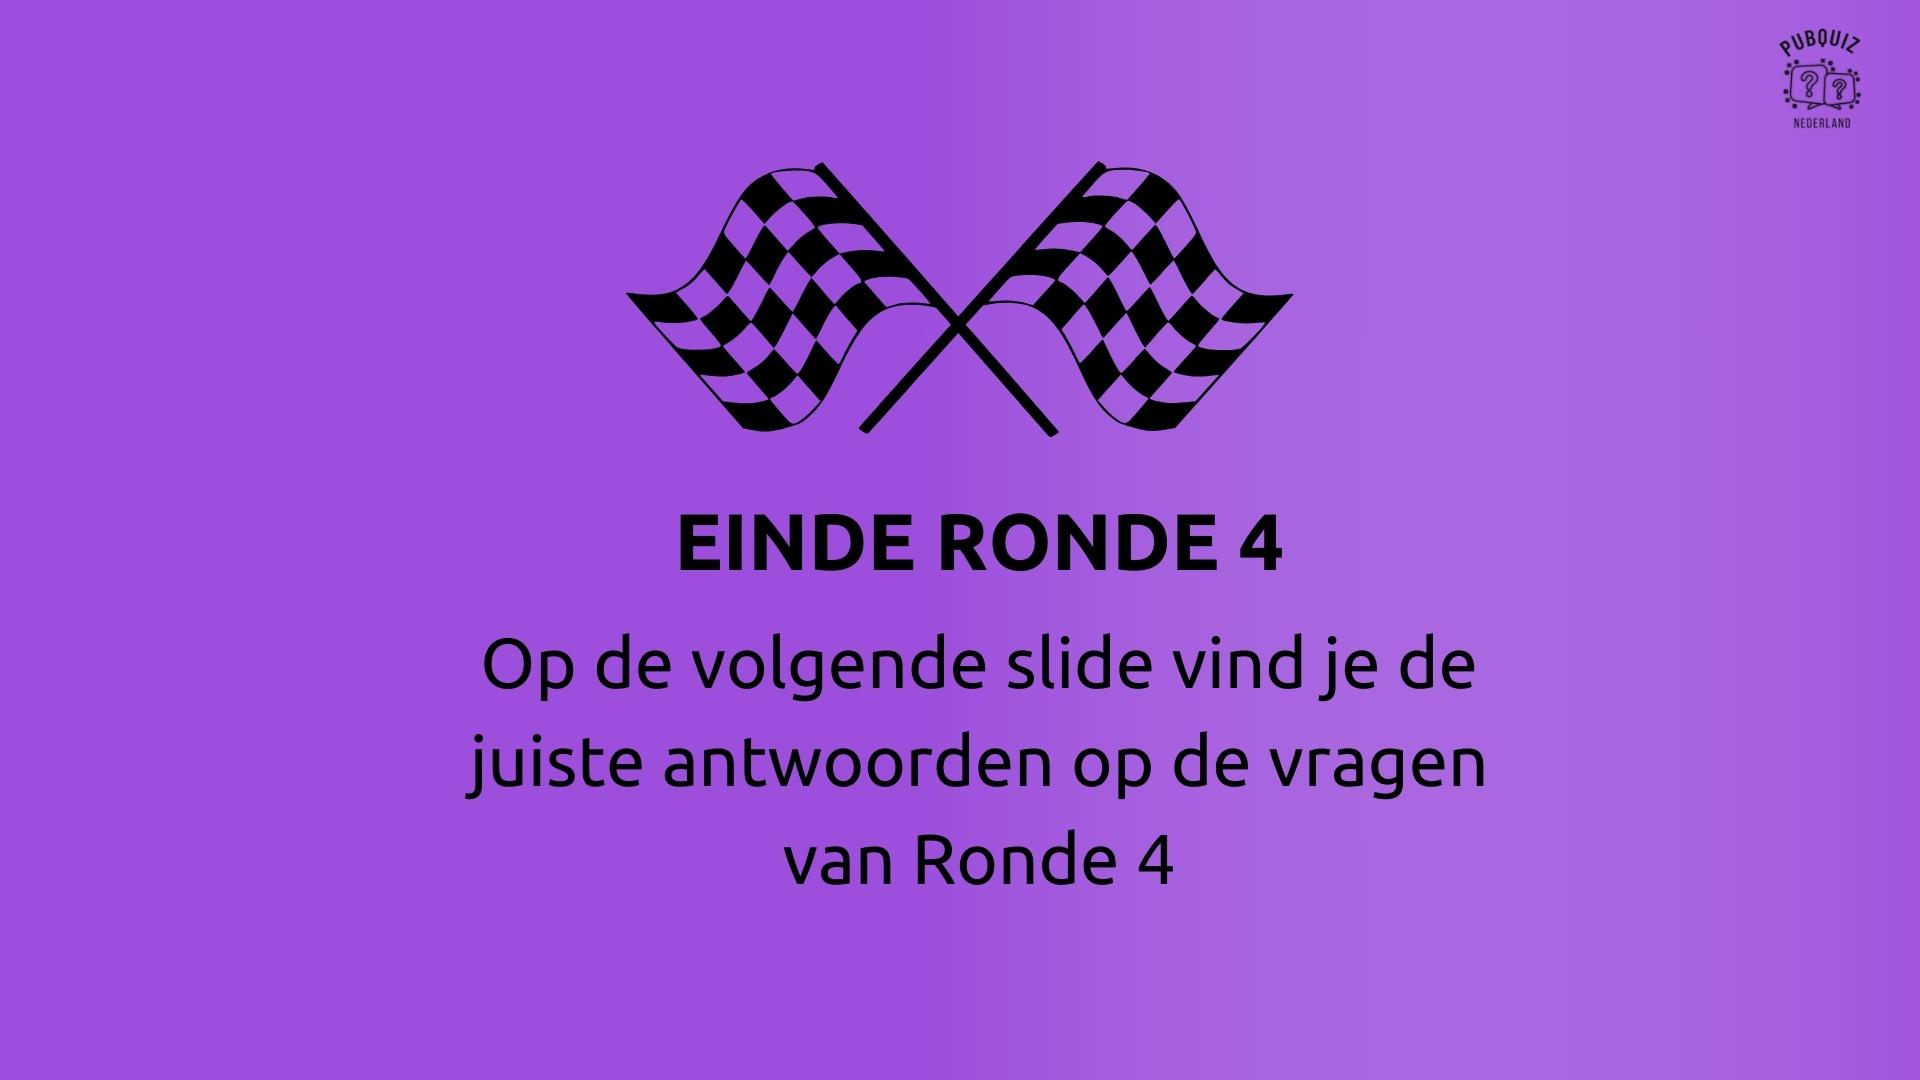 PUBQUIZ
? ?
NEDERLAND
EINDE RONDE 4
Op de volgende slide vind je de
juiste antwoorden op de vragen
van Ronde 4